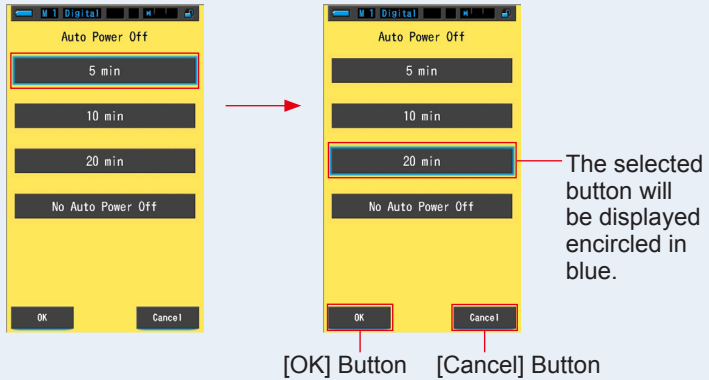 M 1 Digital
Auto Power Off
5 min
10 min
20 min
No Auto Power Off
OK
Cancel
M 1 Digital
Auto Power Off
5 min
10 min
20 min
No Auto Power Off
OK
Cancel
The selected
button will
be displayed
encircled in
blue.
[OK] Button
[Cancel] Button